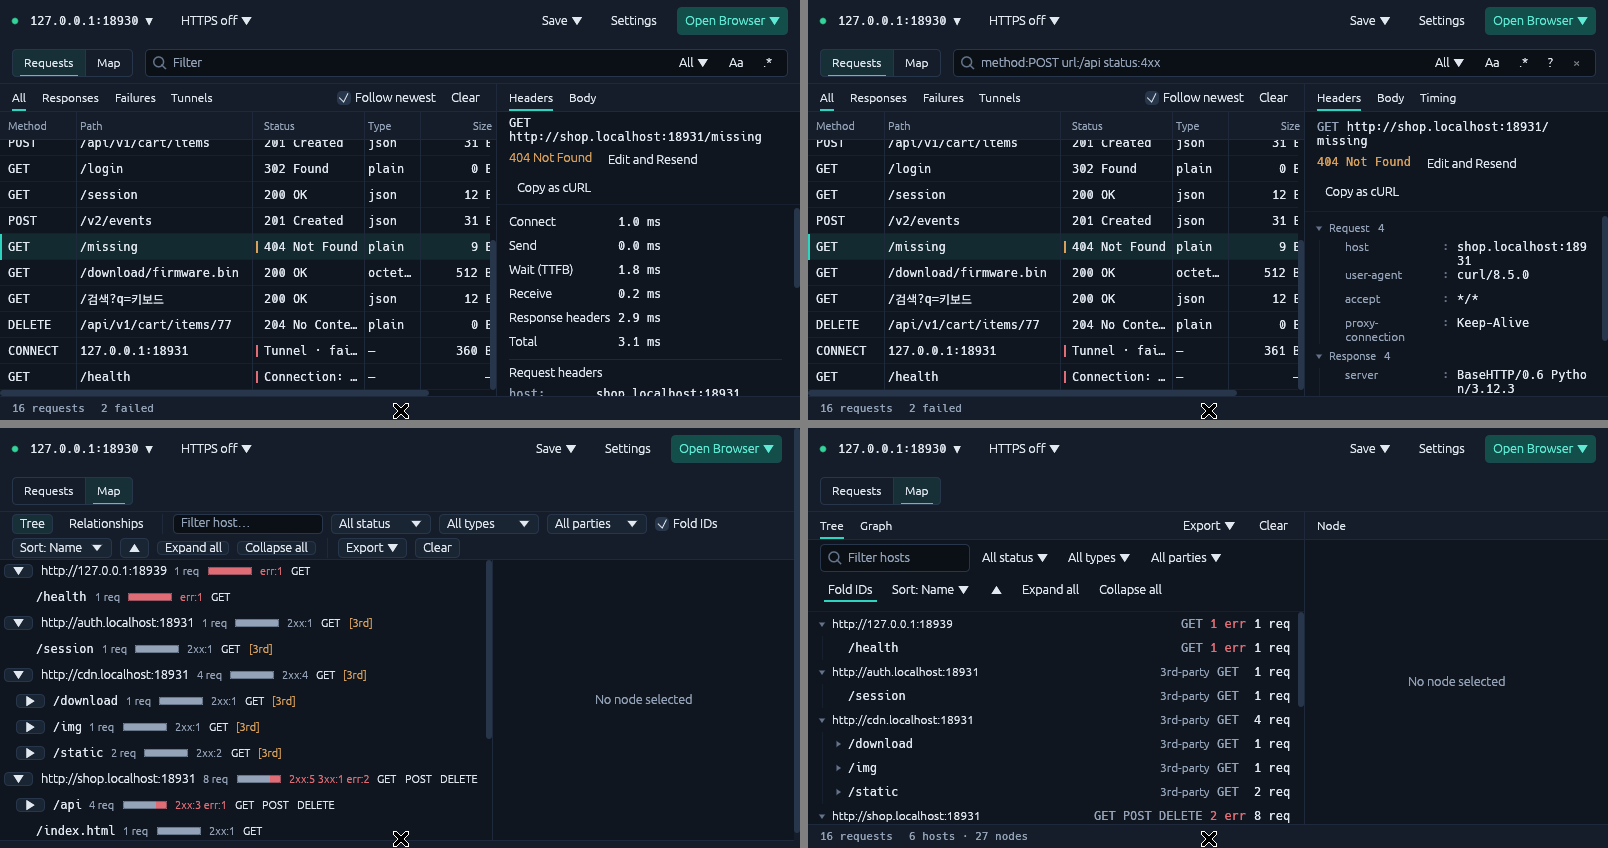 127.0.0.1:18930 ▼ HTTPS off ▼ Save ▼ Settings Open Browser ▼
Requests Map Filter All ▼ Aa .*
All Responses Failures Tunnels Follow newest Clear
Method Path Status Type Size
POST /api/v1/cart/items 201 Created json 31 B
GET /login 302 Found plain 0 B
GET /session 200 OK json 12 B
POST /v2/events 201 Created json 31 B
GET /missing 404 Not Found plain 9 B
GET /download/firmware.bin 200 OK octet… 512 B
GET /검색?q=키보드 200 OK json 12 B
DELETE /api/v1/cart/items/77 204 No Conte… plain 0 B
CONNECT 127.0.0.1:18931 Tunnel · fai… — 360 B
GET /health Connection: … — —
16 requests 2 failed
Headers Body
GET
http://shop.localhost:18931/missing
404 Not Found Edit and Resend
Copy as cURL
Connect 1.0 ms
Send 0.0 ms
Wait (TTFB) 1.8 ms
Receive 0.2 ms
Response headers 2.9 ms
Total 3.1 ms
Request headers
host: shop.localhost:18931
127.0.0.1:18930 ▼ HTTPS off ▼ Save ▼ Settings Open Browser ▼
Requests Map method:POST url:/api status:4xx All ▼ Aa .* ? ×
All Responses Failures Tunnels Follow newest Clear
Method Path Status Type Size
POST /api/v1/cart/items 201 Created json 31 B
GET /login 302 Found plain 0 B
GET /session 200 OK json 12 B
POST /v2/events 201 Created json 31 B
GET /missing 404 Not Found plain 9 B
GET /download/firmware.bin 200 OK octet… 512 B
GET /검색?q=키보드 200 OK json 12 B
DELETE /api/v1/cart/items/77 204 No Conte… plain 0 B
CONNECT 127.0.0.1:18931 Tunnel · fai… — 361 B
GET /health Connection: … — —
16 requests 2 failed
Headers Body Timing
GET http://shop.localhost:18931/
missing
404 Not Found Edit and Resend
Copy as cURL
Request 4
host : shop.localhost:189
31
user-agent : curl/8.5.0
accept : */*
proxy-
connection : Keep-Alive
Response 4
server : BaseHTTP/0.6 Pytho
n/3.12.3
127.0.0.1:18930 ▼ HTTPS off ▼ Save ▼ Settings Open Browser ▼
Requests Map
Tree Relationships Filter host… All status ▼ All types ▼ All parties ▼ Fold IDs
Sort: Name ▼ ▲ Expand all Collapse all Export ▼ Clear
▼ http://127.0.0.1:18939 1 req err:1 GET
/health 1 req err:1 GET
▼ http://auth.localhost:18931 1 req 2xx:1 GET [3rd]
/session 1 req 2xx:1 GET [3rd]
▼ http://cdn.localhost:18931 4 req 2xx:4 GET [3rd]
▶ /download 1 req 2xx:1 GET [3rd]
▶ /img 1 req 2xx:1 GET [3rd]
▶ /static 2 req 2xx:2 GET [3rd]
▼ http://shop.localhost:18931 8 req 2xx:5 3xx:1 err:2 GET POST DELETE
▶ /api 4 req 2xx:3 err:1 GET POST DELETE
/index.html 1 req 2xx:1 GET
No node selected
127.0.0.1:18930 ▼ HTTPS off ▼ Save ▼ Settings Open Browser ▼
Requests Map
Tree Graph Export ▼ Clear
Filter hosts All status ▼ All types ▼ All parties ▼
Fold IDs Sort: Name ▼ ▲ Expand all Collapse all
http://127.0.0.1:18939 GET 1 err 1 req
/health GET 1 err 1 req
http://auth.localhost:18931 3rd-party GET 1 req
/session 3rd-party GET 1 req
http://cdn.localhost:18931 3rd-party GET 4 req
/download 3rd-party GET 1 req
/img 3rd-party GET 1 req
/static 3rd-party GET 2 req
http://shop.localhost:18931 GET POST DELETE 2 err 8 req
16 requests 6 hosts · 27 nodes
Node
No node selected